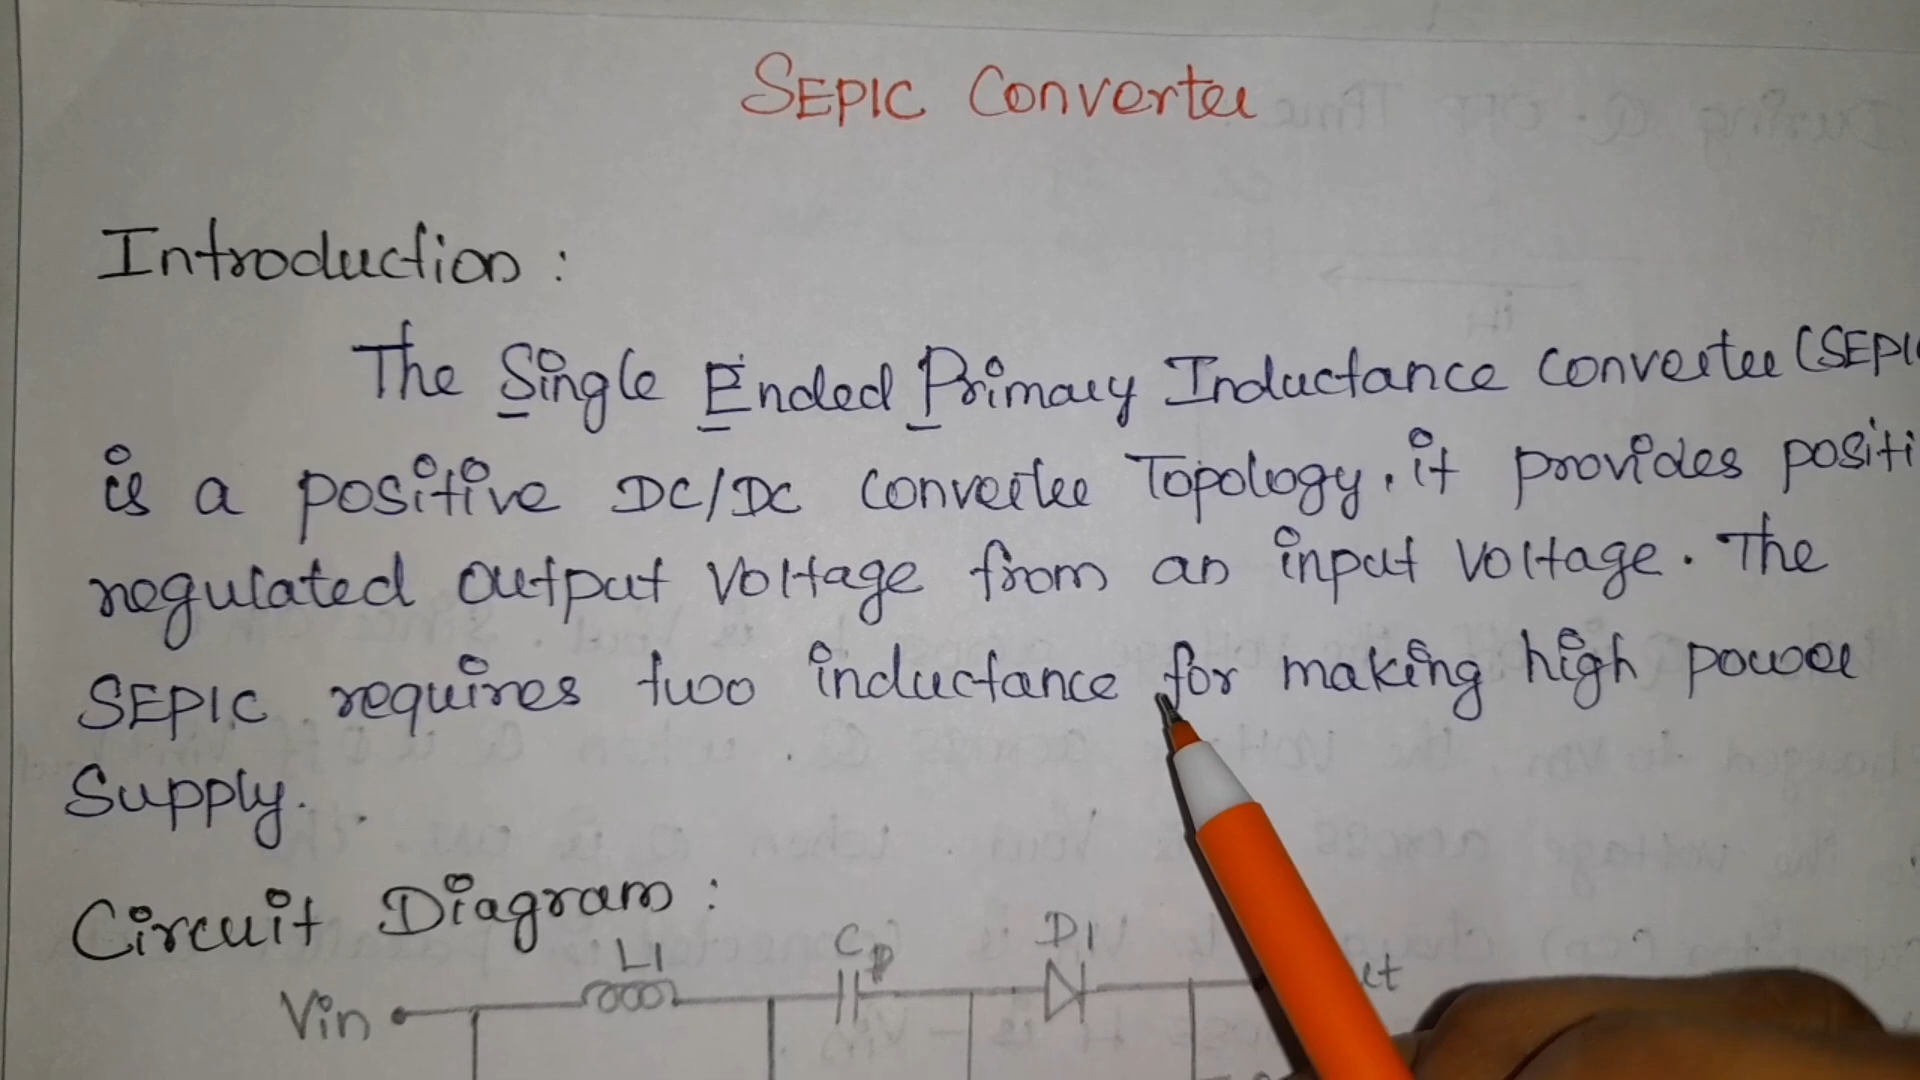 SEPIC Converter
Introduction :
The Single Ended Primary Inductance Converter (SEPIC
is a positive DC/DC Converter Topology. it provides positi
regulated output voltage from an input voltage. The
SEPIC requires two inductance for making high power
Supply.
Circuit Diagram :
L1 Cp D1
Vin